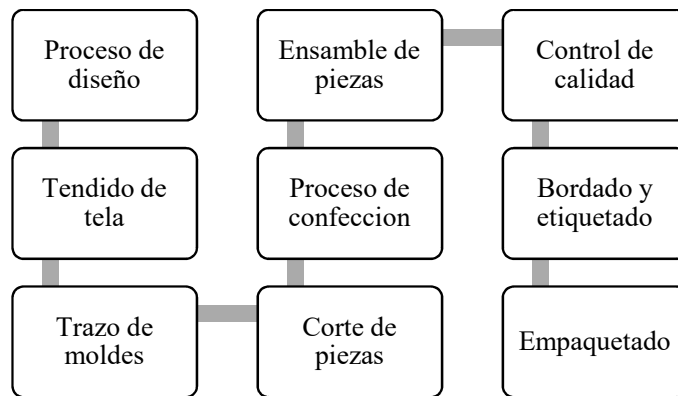 Proceso de
diseño
Tendido de
tela
Trazo de
moldes
Corte de
piezas
Proceso de
confeccion
Ensamble de
piezas
Control de
calidad
Bordado y
etiquetado
Empaquetado